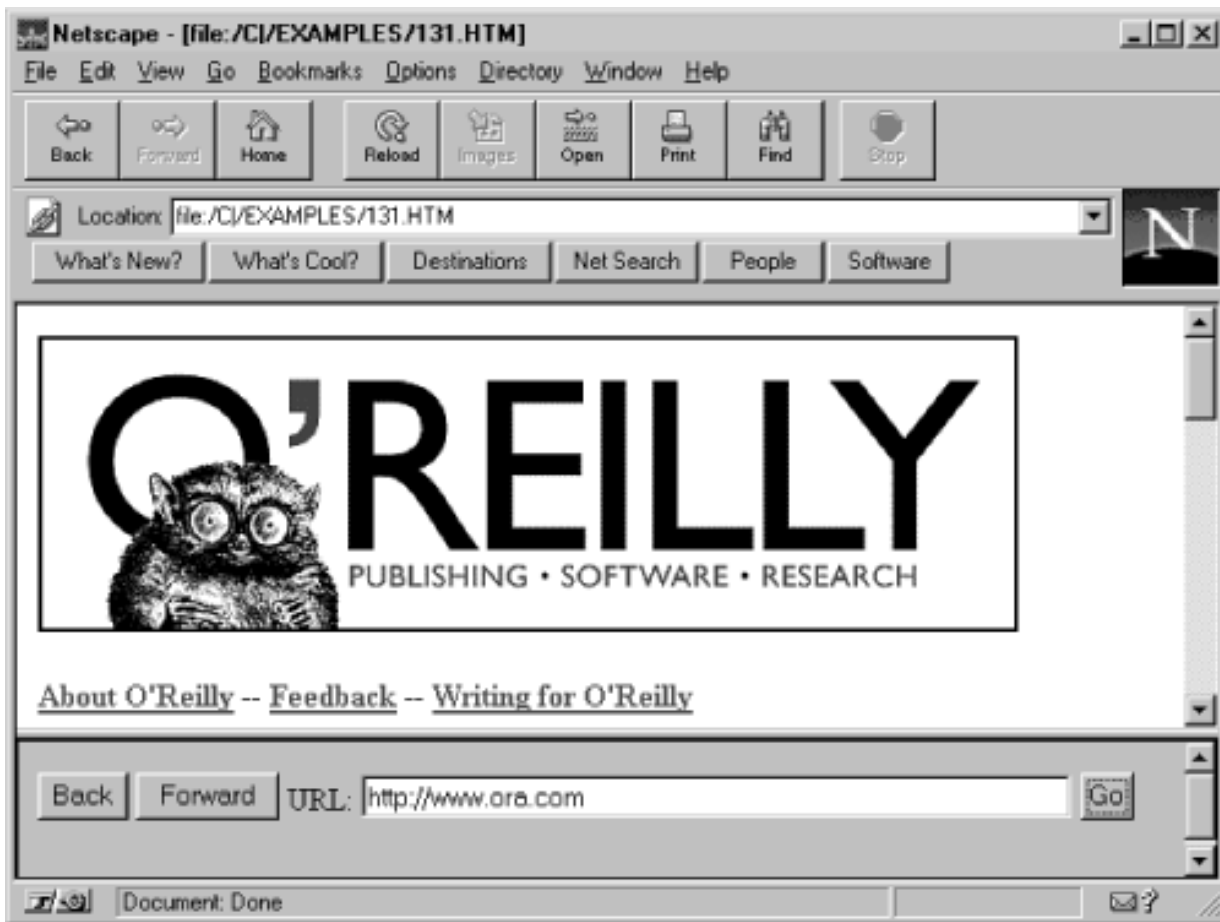 Netscape - [file:/C|/EXAMPLES/131.HTM]
File Edit View Go Bookmarks Options Directory Window Help
Back Forward Home Reload Images Open Print Find Stop
Location: file:/C|/EXAMPLES/131.HTM
N
What's New? What's Cool? Destinations Net Search People Software
O'REILLY
PUBLISHING • SOFTWARE • RESEARCH
About O'Reilly -- Feedback -- Writing for O'Reilly
Back Forward URL: http://www.ora.com Go
Document: Done
?